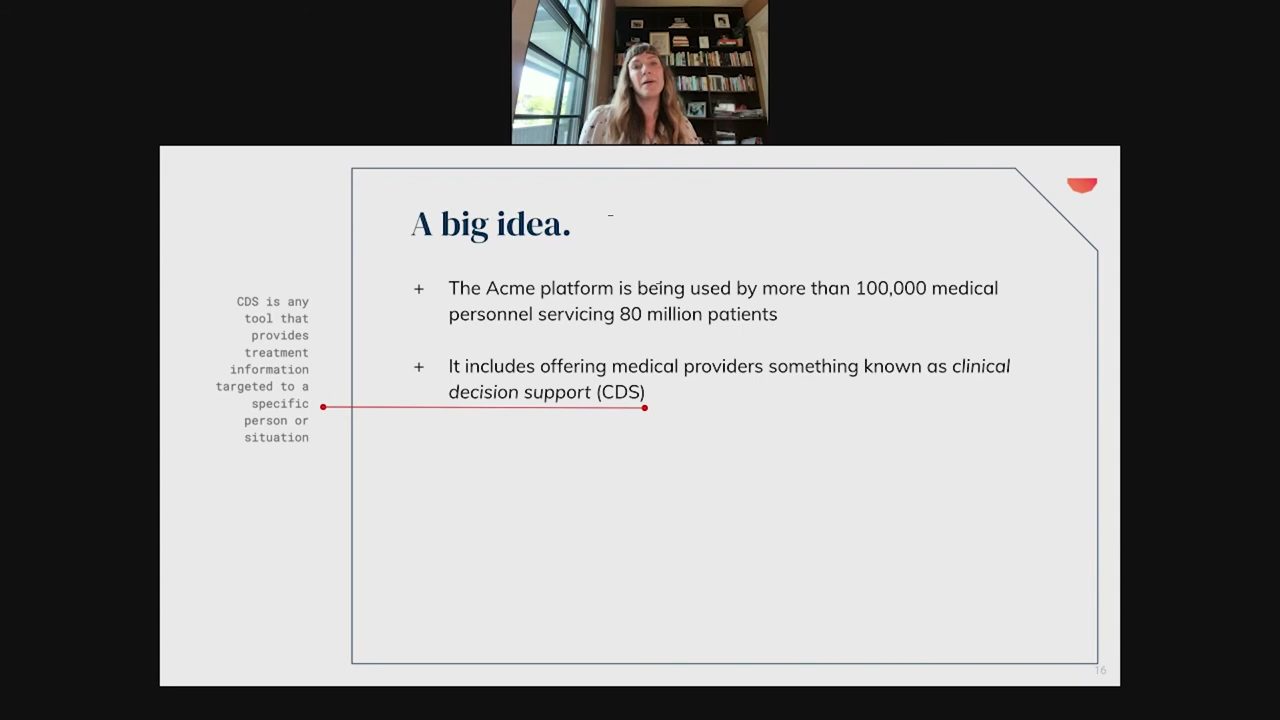 A big idea.
CDS is any
tool that
provides
treatment
information
targeted to a
specific
person or
situation
+ The Acme platform is being used by more than 100,000 medical
personnel servicing 80 million patients
+ It includes offering medical providers something known as clinical
decision support (CDS)
16